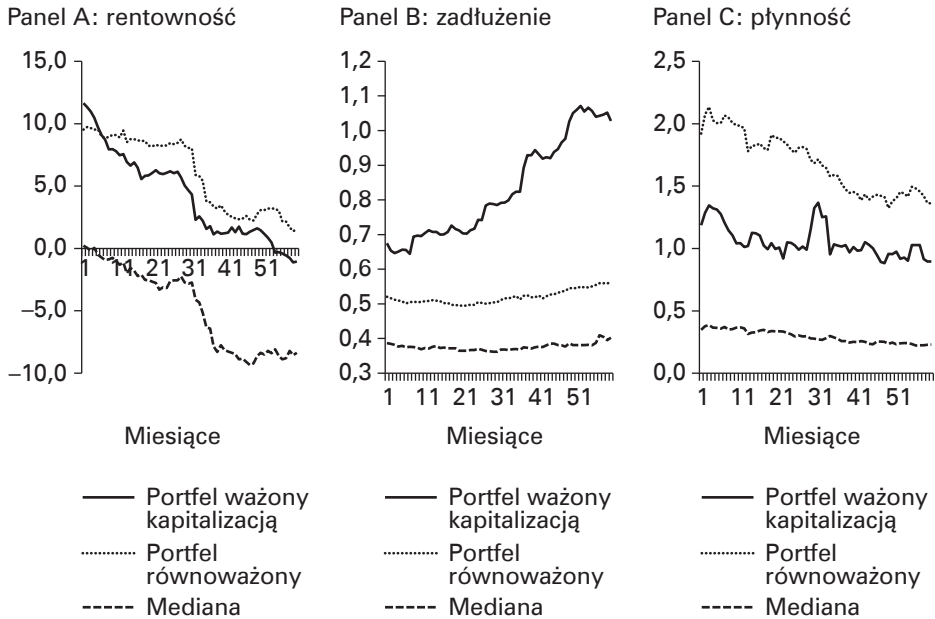 Panel A: rentowność
15,0
10,0
5,0
0,0
–5,0
–10,0
1 11 21 31 41 51
Miesiące
Portfel ważony
kapitalizacją
Portfel
równoważony
Mediana
Panel B: zadłużenie
1,2
1,1
1,0
0,9
0,8
0,7
0,6
0,5
0,4
0,3
1 11 21 31 41 51
Miesiące
Portfel ważony
kapitalizacją
Portfel
równoważony
Mediana
Panel C: płynność
2,5
2,0
1,5
1,0
0,5
0,0
1 11 21 31 41 51
Miesiące
Portfel ważony
kapitalizacją
Portfel
równoważony
Mediana